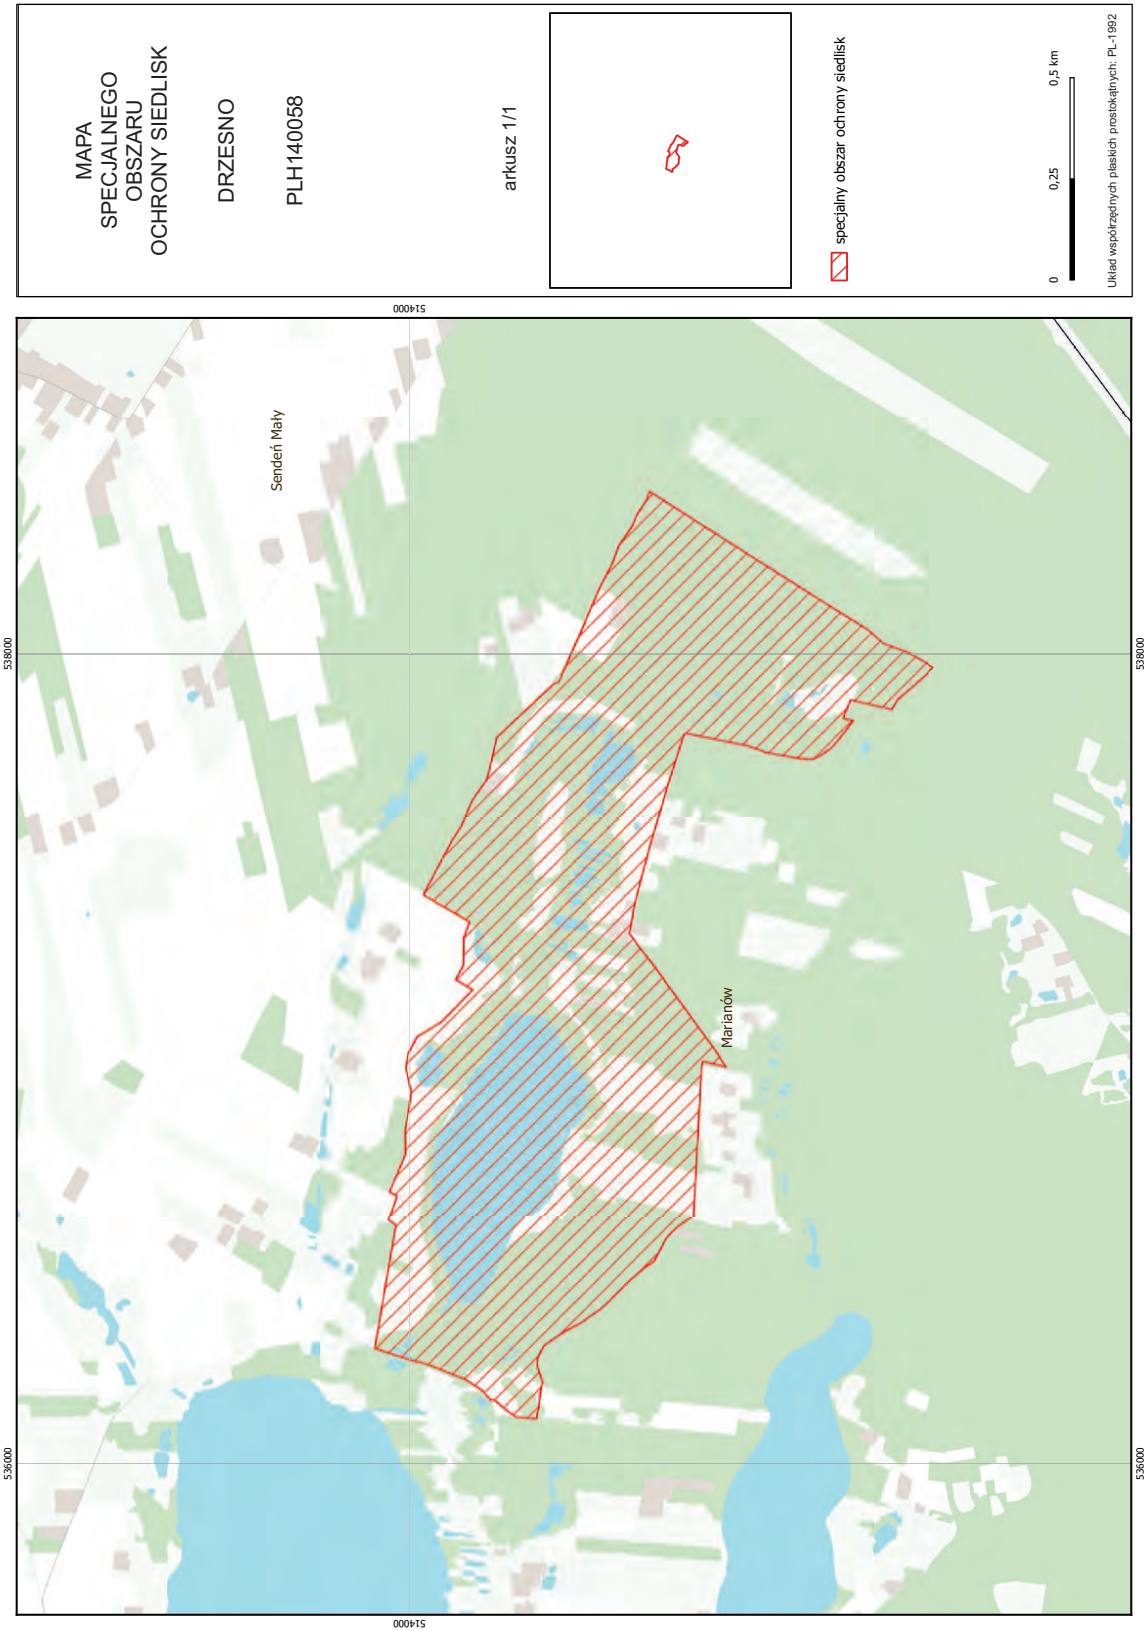 MAPA
SPECJALNEGO
OBSZARU
OCHRONY SIEDLISK
DRZESNO
PLH140058
arkusz 1/1
specjalny obszar ochrony siedlisk
0 0,25 0,5 km
Układ współrzędnych płaskich prostokątnych: PL-1992
536000 538000
514000 514000
Sendeń Mały
Marianów
536000 538000